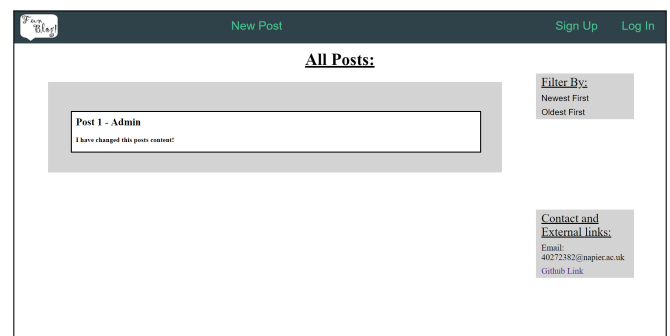 Fun
Blog!
New Post
Sign Up
Log In
All Posts:
Post 1 - Admin
I have changed this posts content!
Filter By:
Newest First
Oldest First
Contact and
External links:
Email:
40272382@napier.ac.uk
Github Link